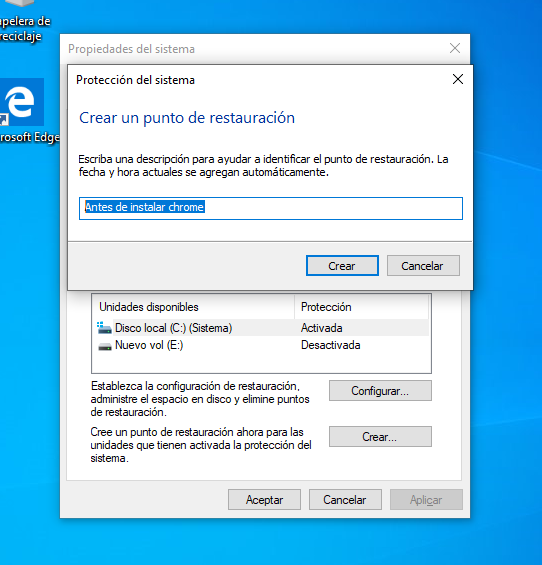 apelera de
reciclaje
Propiedades del sistema
Protección del sistema
Crear un punto de restauración
Escriba una descripción para ayudar a identificar el punto de restauración. La
fecha y hora actuales se agregan automáticamente.
Antes de instalar chrome
Crear
Cancelar
rosoft Edge
Unidades disponibles
Protección
Disco local (C:) (Sistema)
Activada
Nuevo vol (E:)
Desactivada
Establezca la configuración de restauración,
administre el espacio en disco y elimine puntos
de restauración.
Configurar...
Cree un punto de restauración ahora para las
unidades que tienen activada la protección del
sistema.
Crear...
Aceptar
Cancelar
Aplicar